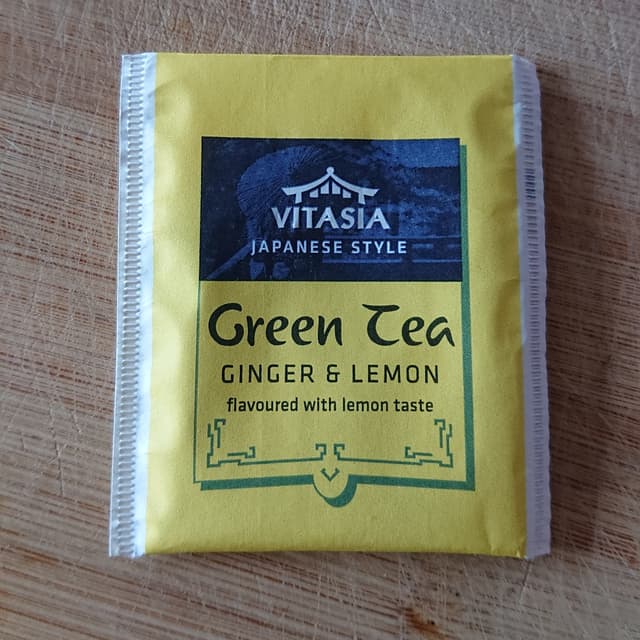 VITASIA
JAPANESE STYLE
Green Tea
GINGER & LEMON
flavoured with lemon taste